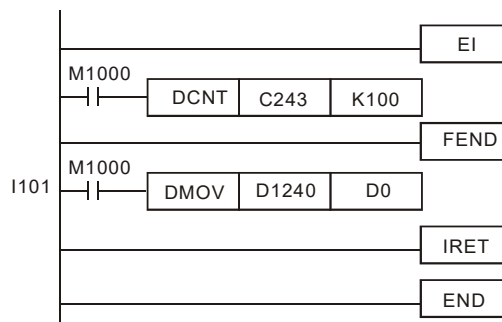 EI
M1000
DCNT C243 K100
FEND
M1000
I101 DMOV D1240 D0
IRET
END